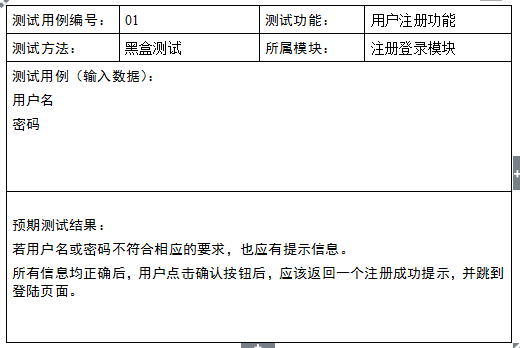 测试用例编号： 01 测试功能： 用户注册功能
测试方法： 黑盒测试 所属模块： 注册登录模块
测试用例（输入数据）：
用户名
密码
预期测试结果：
若用户名或密码不符合相应的要求，也应有提示信息。
所有信息均正确后，用户点击确认按钮后，应该返回一个注册成功提示，并跳到
登陆页面。